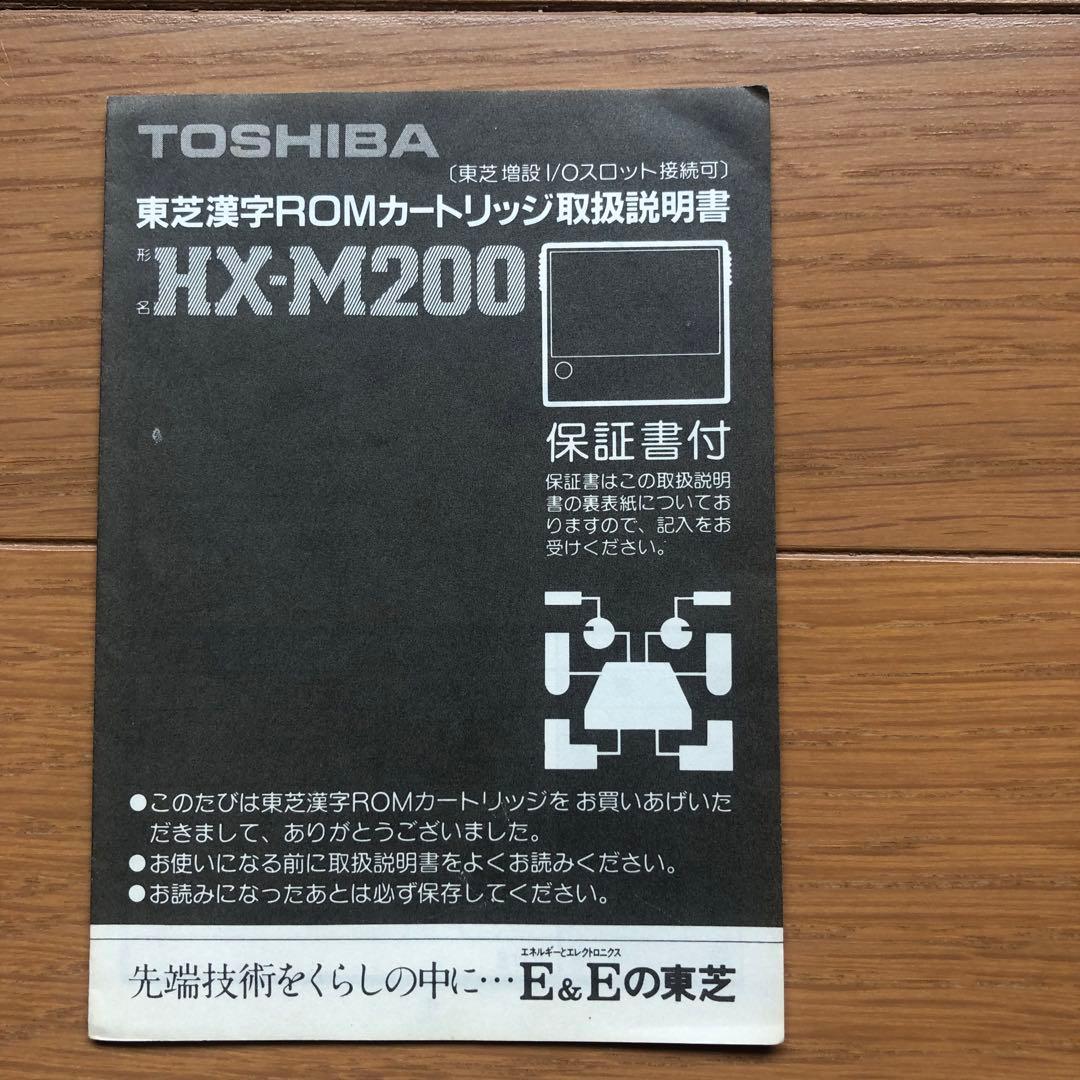 TOSHIBA
〔東芝増設I/Oスロット接続可〕
東芝漢字ROMカートリッジ取扱説明書
形名 HX-M200
保証書付
保証書はこの取扱説明
書の裏表紙についてお
りますので、記入をお
受けください。
●このたびは東芝漢字ROMカートリッジを お買いあげいた
だきまして、ありがとうございました。
●お使いになる前に取扱説明書をよくお読みください。
●お読みになったあとは必ず保存してください。
エネルギーとエレクトロニクス
先端技術をくらしの中に…E&Eの東芝